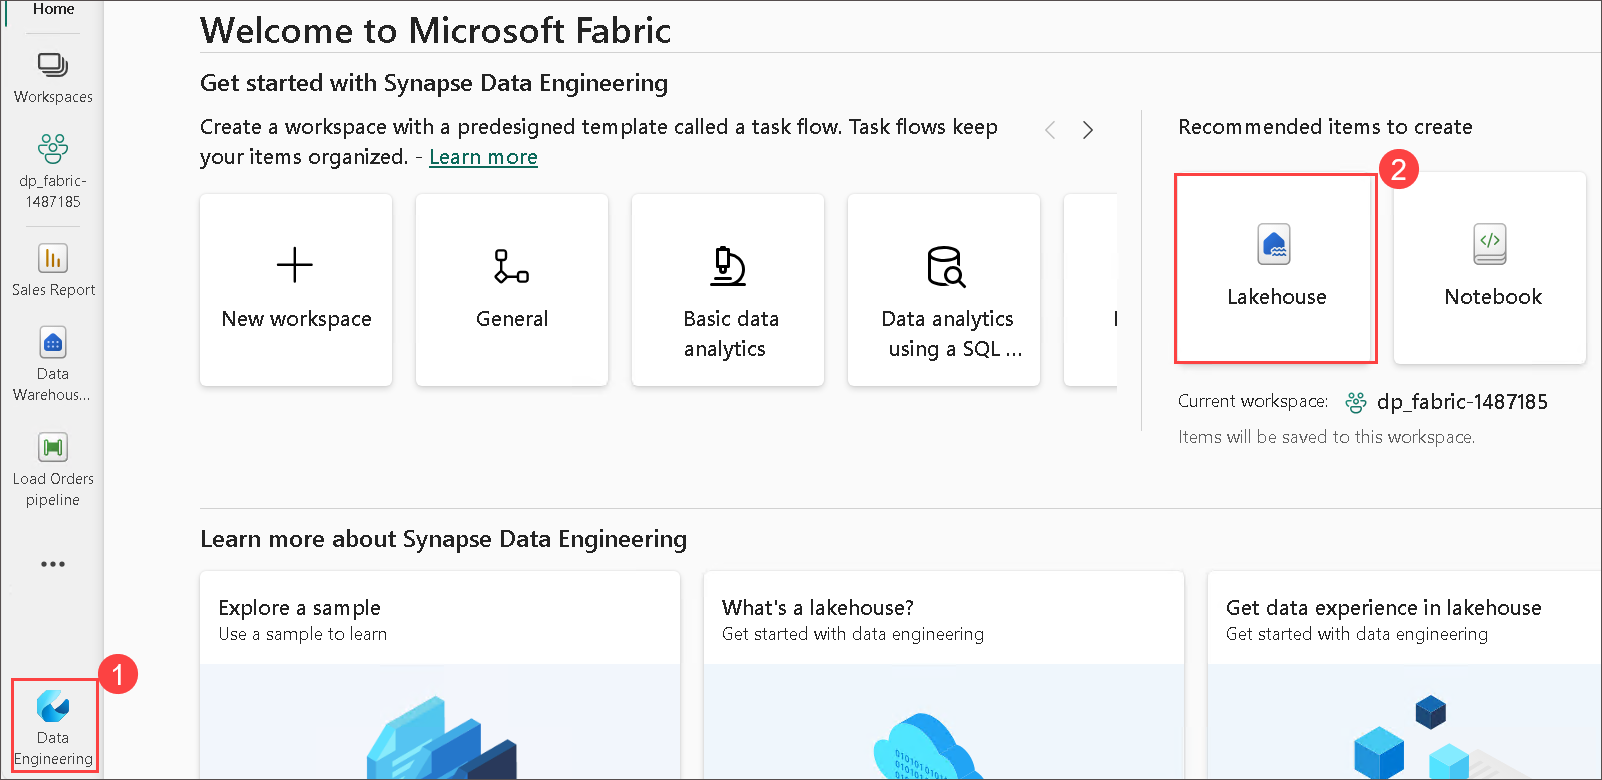 Home
Workspaces
dp_fabric-
1487185
Sales Report
Data
Warehous...
Load Orders
pipeline
Data
Engineering
1
Welcome to Microsoft Fabric
Get started with Synapse Data Engineering
Create a workspace with a predesigned template called a task flow. Task flows keep
your items organized. - Learn more
New workspace
General
Basic data
analytics
Data analytics
using a SQL ...
Recommended items to create
2
Lakehouse
Notebook
Current workspace: dp_fabric-1487185
Items will be saved to this workspace.
Learn more about Synapse Data Engineering
Explore a sample
Use a sample to learn
What's a lakehouse?
Get started with data engineering
Get data experience in lakehouse
Get started with data engineering